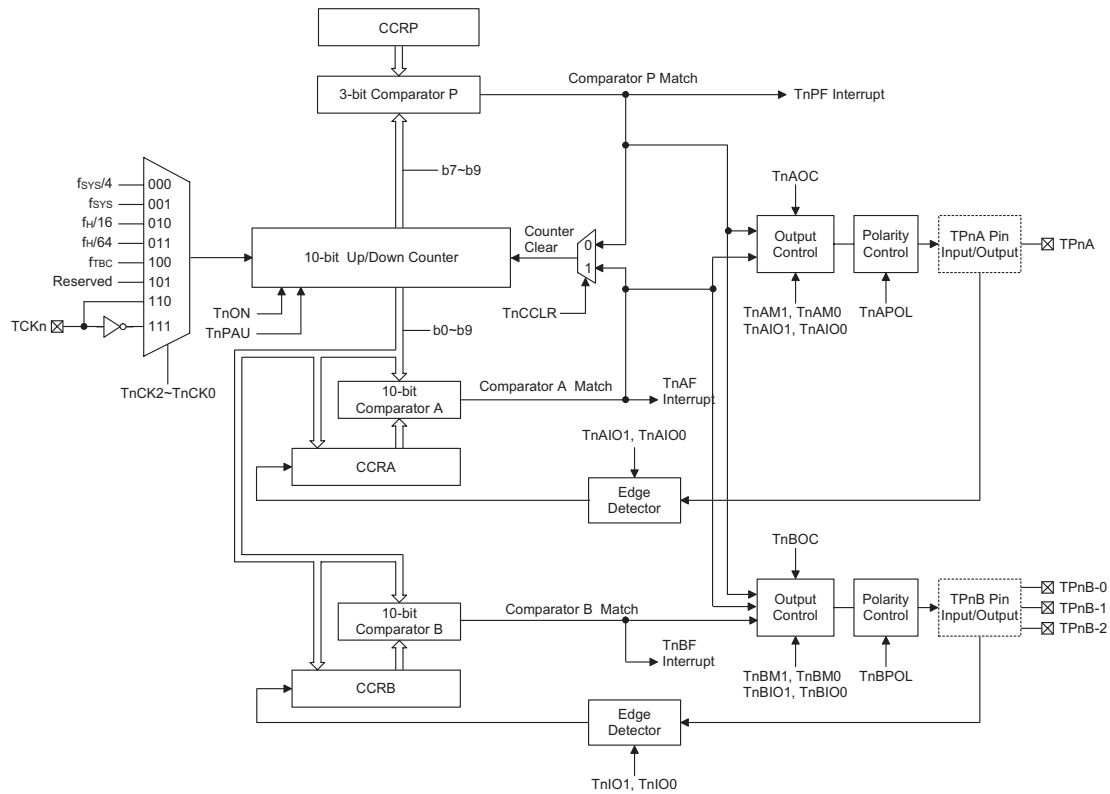 CCRP
3-bit Comparator P
Comparator P Match
TnPF Interrupt
b7~b9
fSYS/4
000
fSYS
001
fH/16
010
fH/64
011
fTBC
100
Reserved
101
110
111
TCKn
TnCK2~TnCK0
10-bit Up/Down Counter
Counter
Clear
0
1
TnCCLR
TnON
TnPAU
b0~b9
TnAOC
Output
Control
Polarity
Control
TPnA Pin
Input/Output
TPnA
TnAM1, TnAM0
TnAIO1, TnAIO0
TnAPOL
10-bit
Comparator A
Comparator A Match
TnAF
Interrupt
CCRA
TnAIO1, TnAIO0
Edge
Detector
TnBOC
Output
Control
Polarity
Control
TPnB Pin
Input/Output
TPnB-0
TPnB-1
TPnB-2
10-bit
Comparator B
Comparator B Match
TnBF
Interrupt
TnBM1, TnBM0
TnBIO1, TnBIO0
TnBPOL
CCRB
Edge
Detector
TnIO1, TnIO0